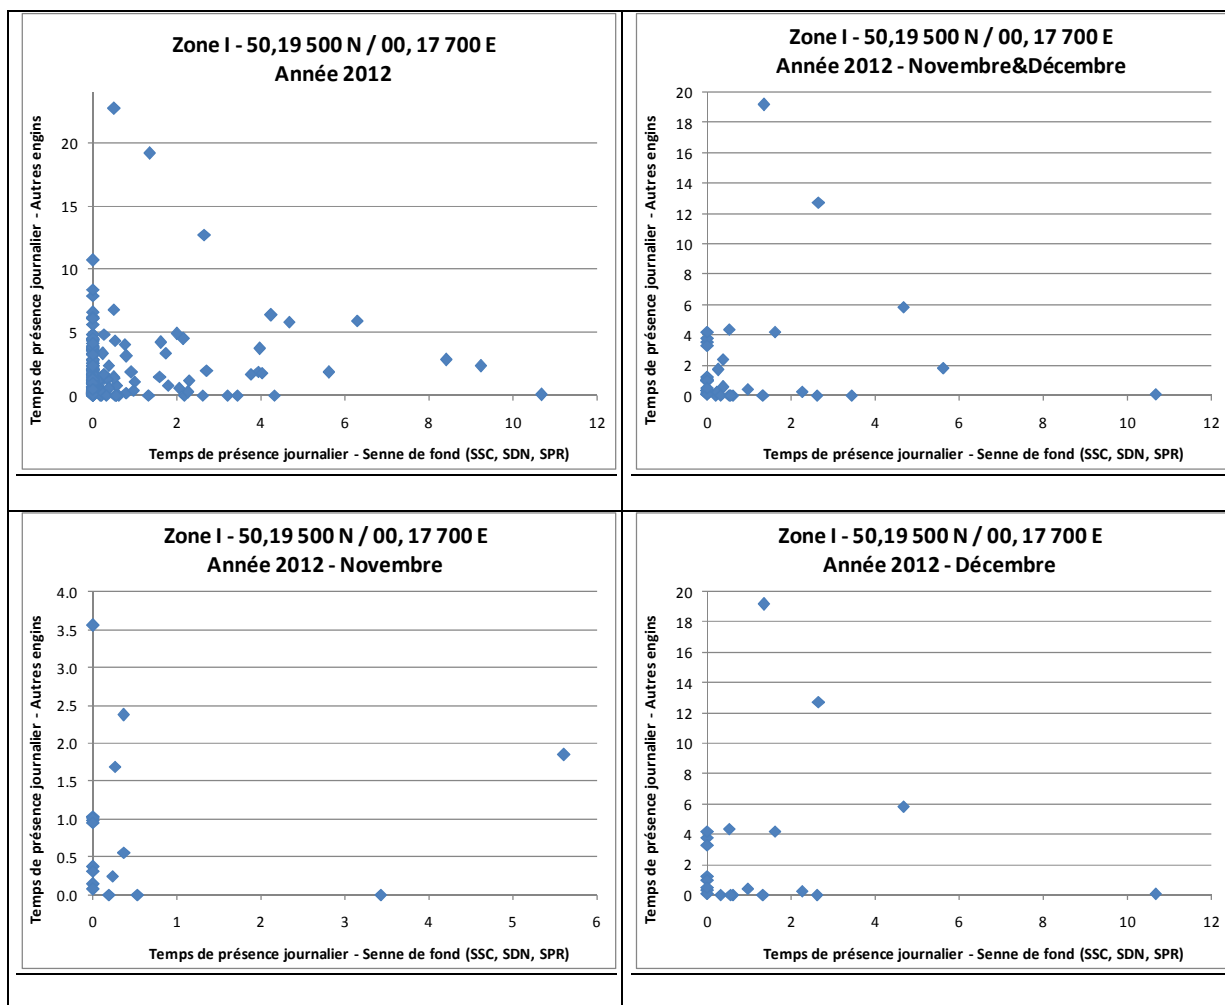 Zone I - 50,19 500 N / 00, 17 700 E
Année 2012
Temps de présence journalier - Autres engins
20
15
10
5
0
0 2 4 6 8 10 12
Temps de présence journalier - Senne de fond (SSC, SDN, SPR)
Zone I - 50,19 500 N / 00, 17 700 E
Année 2012 - Novembre&Décembre
Temps de présence journalier - Autres engins
20
18
16
14
12
10
8
6
4
2
0
0 2 4 6 8 10 12
Temps de présence journalier - Senne de fond (SSC, SDN, SPR)
Zone I - 50,19 500 N / 00, 17 700 E
Année 2012 - Novembre
Temps de présence journalier - Autres engins
4.0
3.5
3.0
2.5
2.0
1.5
1.0
0.5
0.0
0 1 2 3 4 5 6
Temps de présence journalier - Senne de fond (SSC, SDN, SPR)
Zone I - 50,19 500 N / 00, 17 700 E
Année 2012 - Décembre
Temps de présence journalier - Autres engins
20
18
16
14
12
10
8
6
4
2
0
0 2 4 6 8 10 12
Temps de présence journalier - Senne de fond (SSC, SDN, SPR)